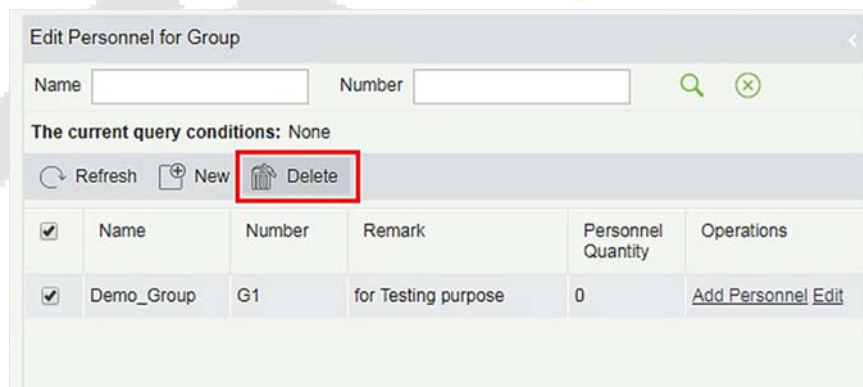 Edit Personnel for Group
Name Number
The current query conditions: None
Refresh New Delete
Name Number Remark Personnel Quantity Operations
Demo_Group G1 for Testing purpose 0 Add Personnel Edit